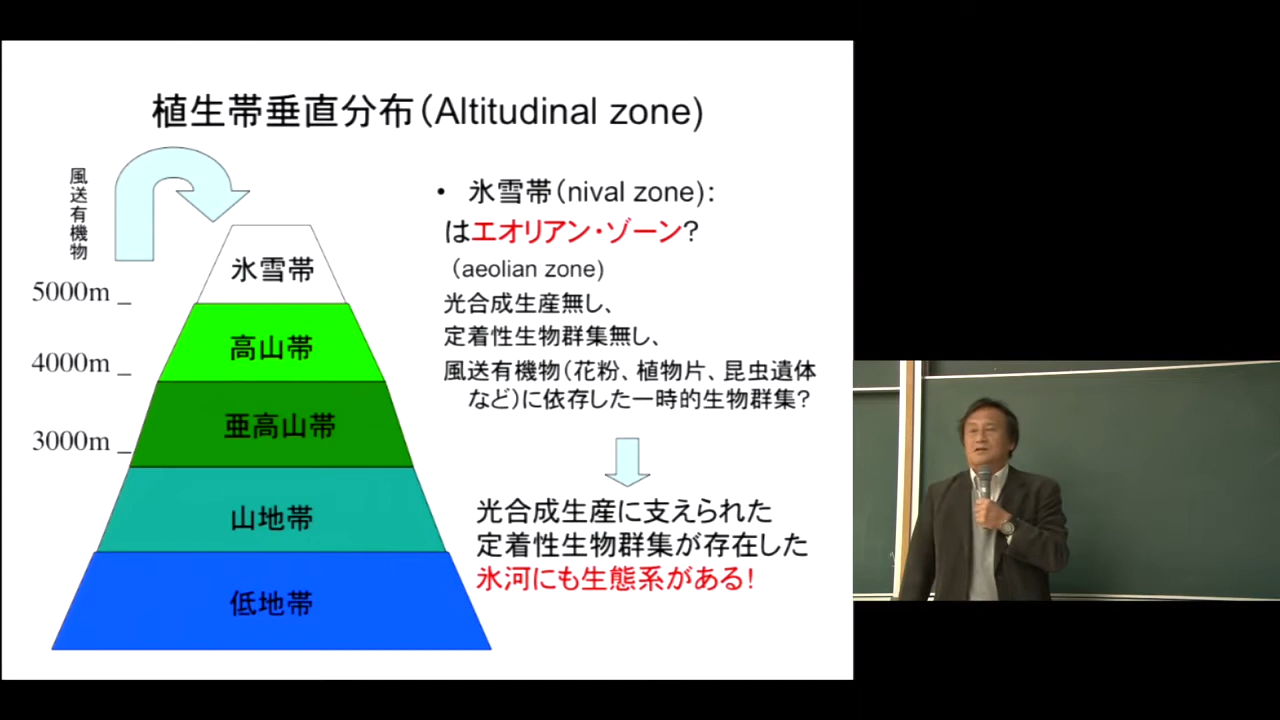 植生帯垂直分布(Altitudinal zone)
風送有機物
氷雪帯
5000m
高山帯
4000m
亜高山帯
3000m
山地帯
低地帯
・ 氷雪帯(nival zone):
はエオリアン・ゾーン?
(aeolian zone)
光合成生産無し、
定着性生物群集無し、
風送有機物(花粉、植物片、昆虫遺体
など)に依存した一時的生物群集?
光合成生産に支えられた
定着性生物群集が存在した
氷河にも生態系がある!